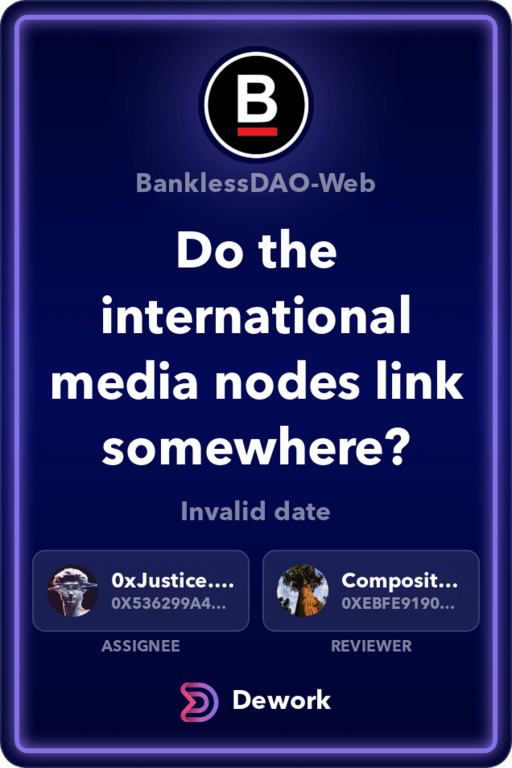 B
BanklessDAO-Web
Do the
international
media nodes link
somewhere?
Invalid date
0xJustice....
0X536299A4...
Composit...
0XEBFE9190...
ASSIGNEE
REVIEWER
Dework